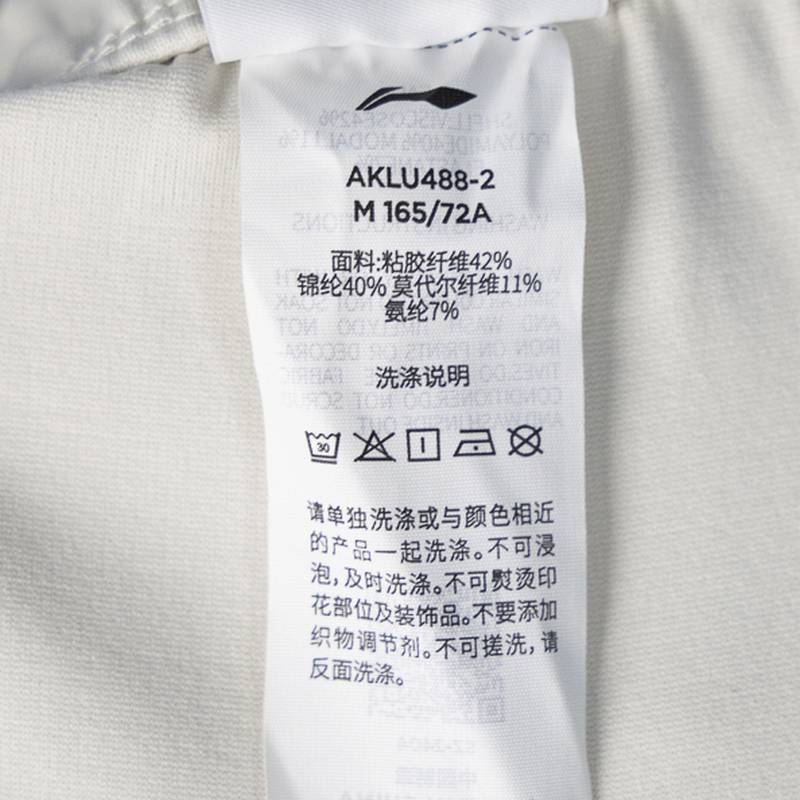 AKLU488-2
M 165/72A
面料:粘胶纤维42%
锦纶40% 莫代尔纤维11%
氨纶7%
洗涤说明
30
请单独洗涤或与颜色相近
的产品一起洗涤。不可浸
泡,及时洗涤。不可熨烫印
花部位及装饰品。不要添加
织物调节剂。不可搓洗,请
反面洗涤。